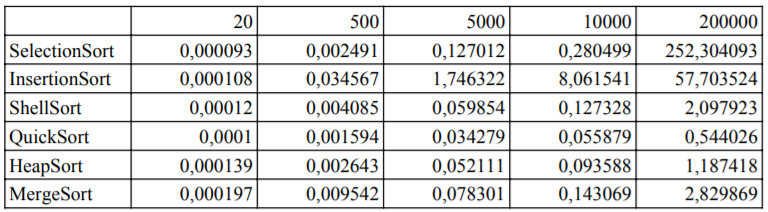 20 500 5000 10000 200000
SelectionSort 0,000093 0,002491 0,127012 0,280499 252,304093
InsertionSort 0,000108 0,034567 1,746322 8,061541 57,703524
ShellSort 0,00012 0,004085 0,059854 0,127328 2,097923
QuickSort 0,0001 0,001594 0,034279 0,055879 0,544026
HeapSort 0,000139 0,002643 0,052111 0,093588 1,187418
MergeSort 0,000197 0,009542 0,078301 0,143069 2,829869